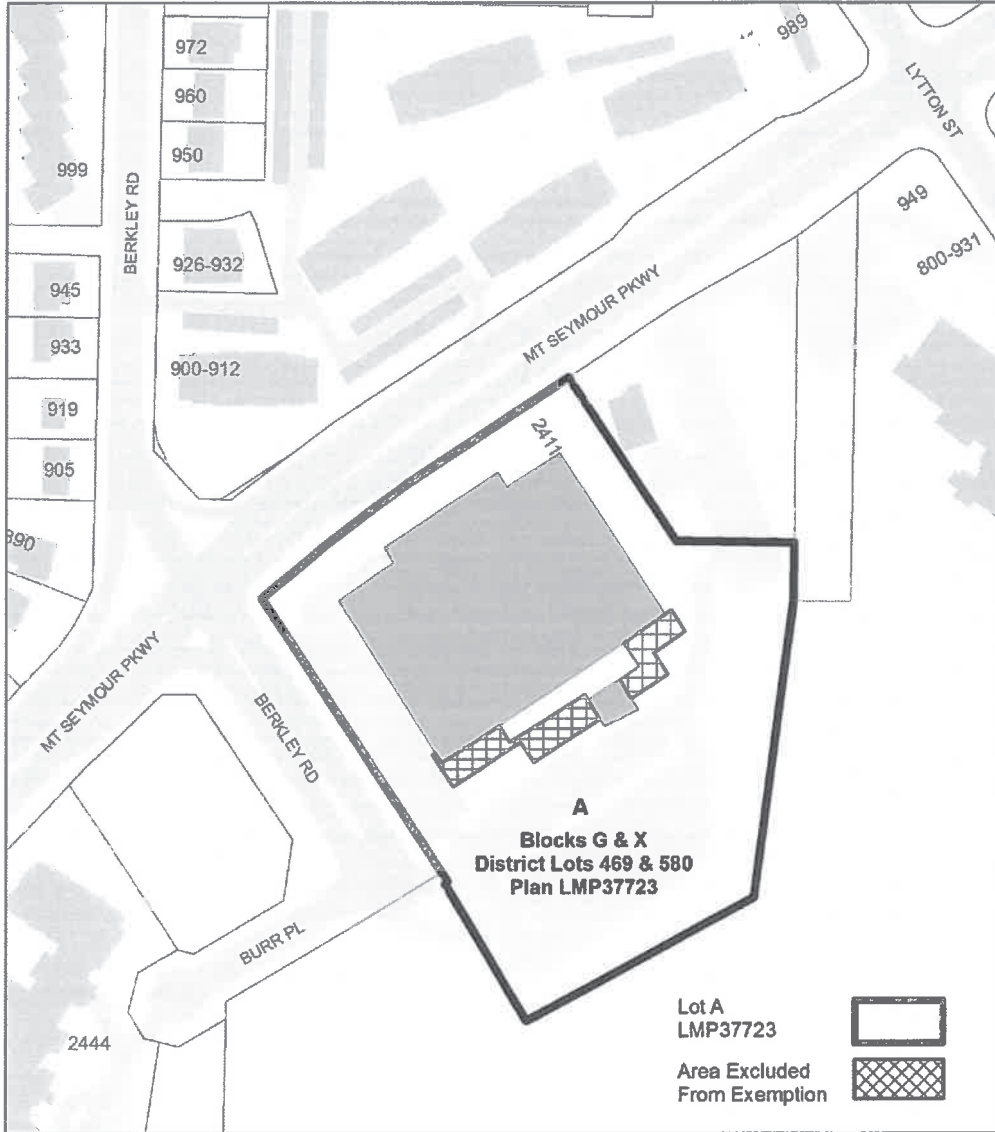 972
989
960
LYTTON ST
950
999
BERKLEY RD
949
926-932
800-931
945
933
MT SEYMOUR PKWY
900-912
919
2411
905
890
MT SEYMOUR PKWY
BERKLEY RD
A
Blocks G & X
District Lots 469 & 580
Plan LMP37723
BURR PL
2444
Lot A
LMP37723
Area Excluded
From Exemption